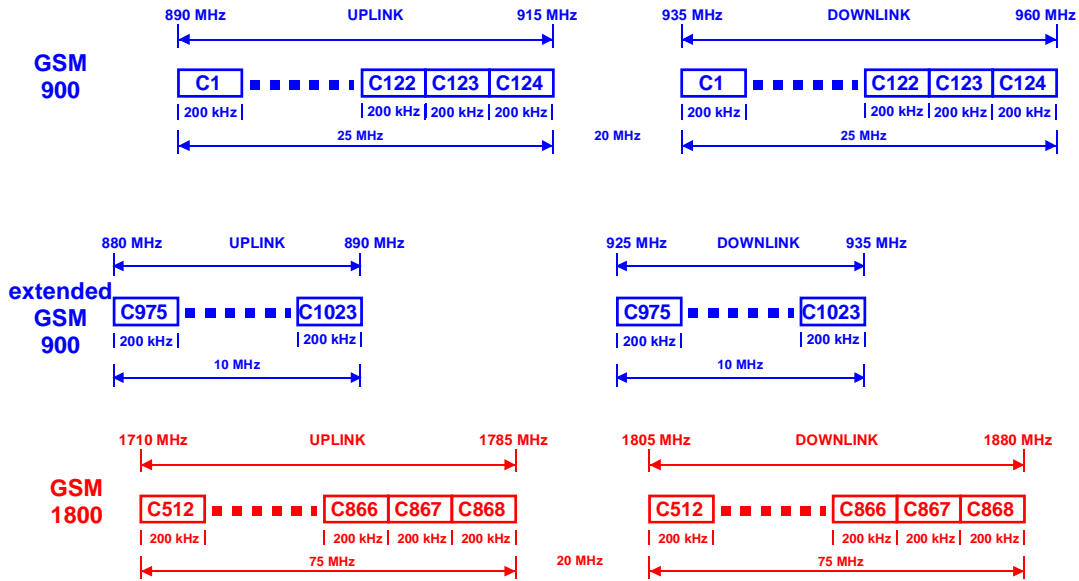 890 MHz UPLINK 915 MHz 935 MHz DOWNLINK 960 MHz
GSM
900
C1 C122 C123 C124 C1 C122 C123 C124
200 kHz 200 kHz 200 kHz 200 kHz 200 kHz 200 kHz 200 kHz 200 kHz
25 MHz 20 MHz 25 MHz
880 MHz UPLINK 890 MHz 925 MHz DOWNLINK 935 MHz
extended
GSM
900
C975 C1023 C975 C1023
200 kHz 200 kHz 200 kHz 200 kHz
10 MHz 10 MHz
1710 MHz UPLINK 1785 MHz 1805 MHz DOWNLINK 1880 MHz
GSM
1800
C512 C866 C867 C868 C512 C866 C867 C868
200 kHz 200 kHz 200 kHz 200 kHz 200 kHz 200 kHz 200 kHz 200 kHz
75 MHz 20 MHz 75 MHz